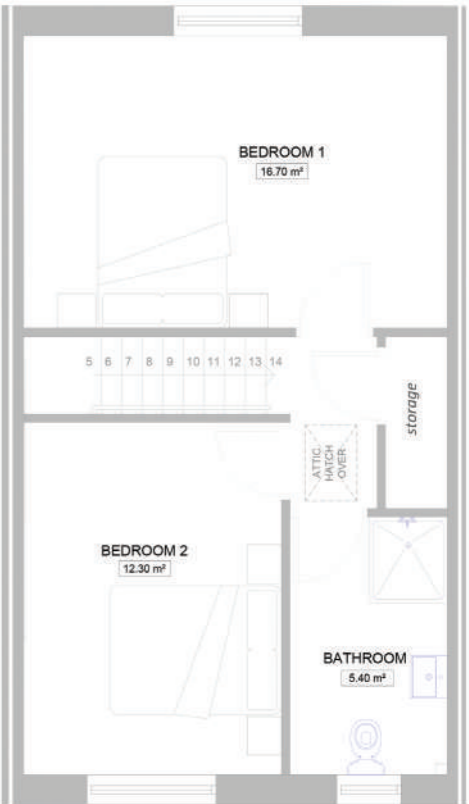 BEDROOM 1
16.70 m²
5 6 7 8 9 10 11 12 13 14
storage
ATTIC
HATCH
OVER
BEDROOM 2
12.30 m²
BATHROOM
5.40 m²